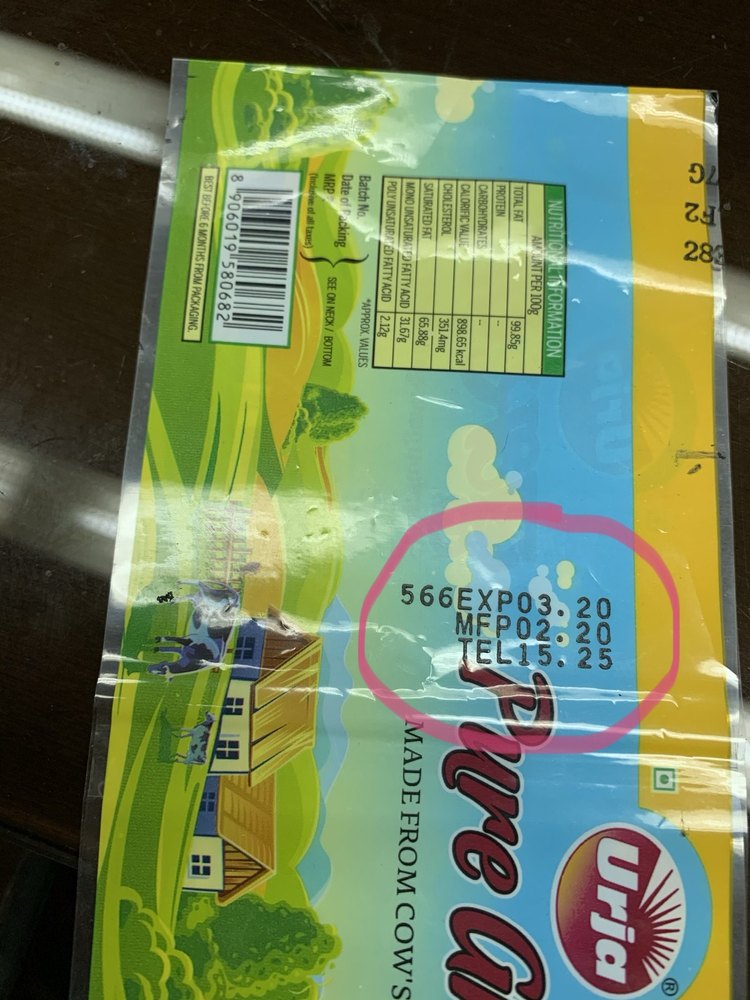 566EXP03.20
MFP02.20
TEL15.25
NUTRITIONAL INFORMATION
AMOUNT PER 100g
TOTAL FAT 99.85g
PROTEIN --
CARBOHYDRATES --
CALORIFIC VALUE 898.65 kcal
CHOLESTEROL 351.4mg
SATURATED FAT 65.88g
MONO UNSATURATED FATTY ACID 31.67g
POLY UNSATURATED FATTY ACID 2.12g
*APPROX. VALUES
Batch No.
Date of Packing
MRP
(Inclusive of all taxes)
SEE ON NECK / BOTTOM
8 906019 580682
BEST BEFORE 6 MONTHS FROM PACKAGING.
Urja
®
Pure
MADE FROM COW'S
7G
F2
282